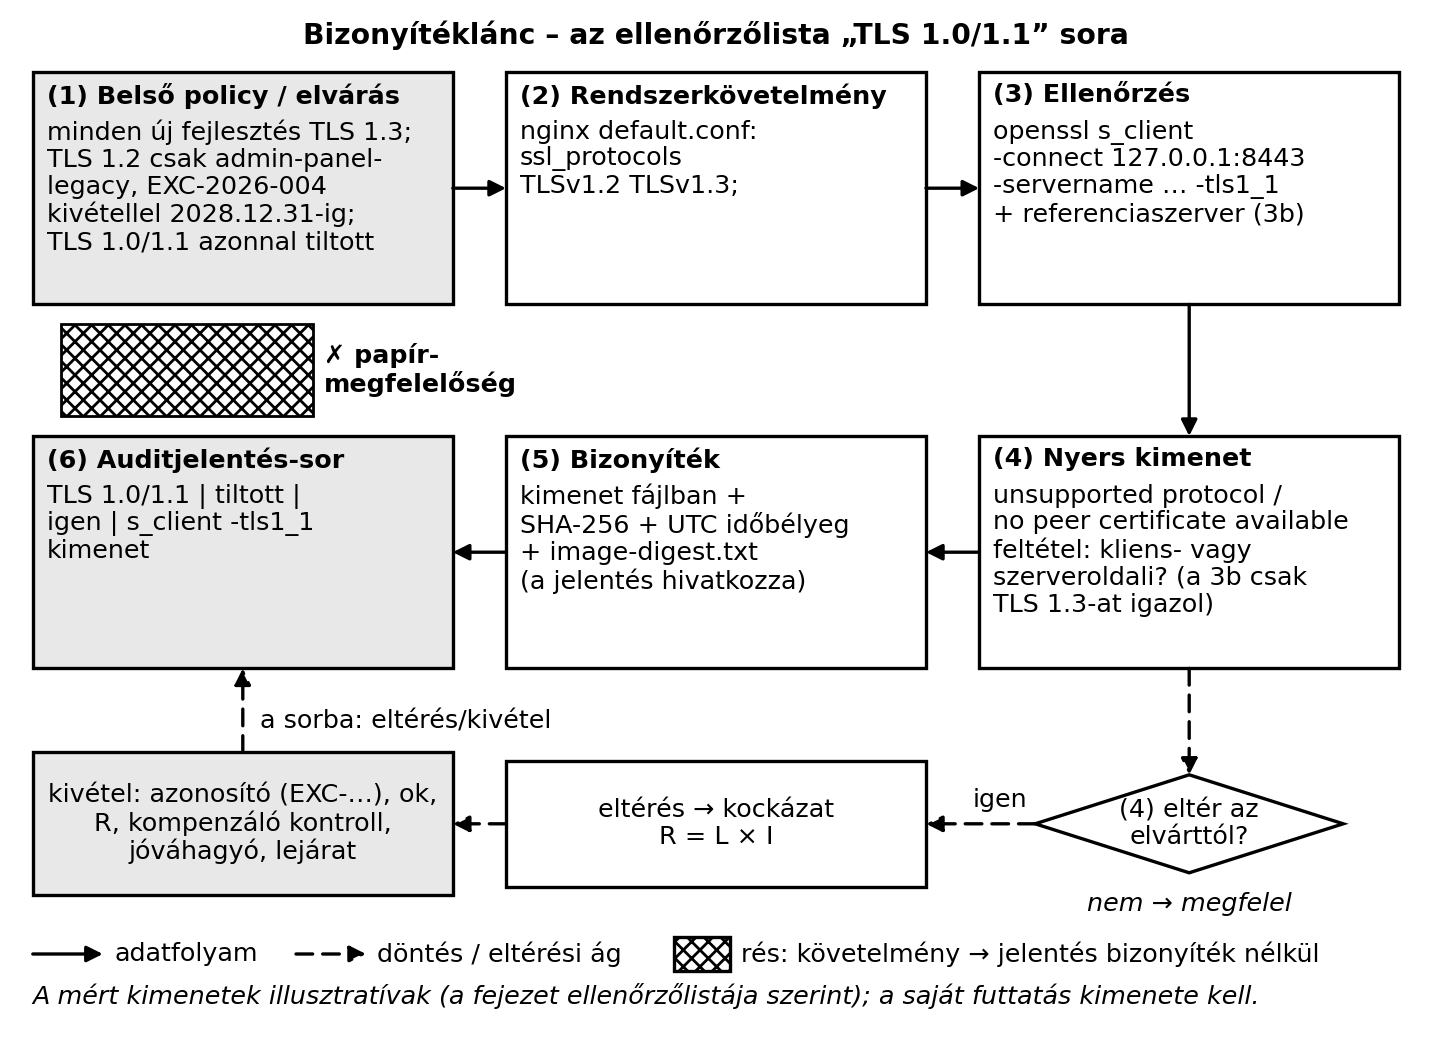 Bizonyítéklánc – az ellenőrzőlista „TLS 1.0/1.1” sora
(1) Belső policy / elvárás
minden új fejlesztés TLS 1.3;
TLS 1.2 csak admin-panel-
legacy, EXC-2026-004
kivétellel 2028.12.31-ig;
TLS 1.0/1.1 azonnal tiltott
(2) Rendszerkövetelmény
nginx default.conf:
ssl_protocols
TLSv1.2 TLSv1.3;
(3) Ellenőrzés
openssl s_client
-connect 127.0.0.1:8443
-servername … -tls1_1
+ referenciaszerver (3b)
✗ papír-
megfelelőség
(4) Nyers kimenet
unsupported protocol /
no peer certificate available
feltétel: kliens- vagy
szerveroldali? (a 3b csak
TLS 1.3-at igazol)
(5) Bizonyíték
kimenet fájlban +
SHA-256 + UTC időbélyeg
+ image-digest.txt
(a jelentés hivatkozza)
(6) Auditjelentés-sor
TLS 1.0/1.1 | tiltott |
igen | s_client -tls1_1
kimenet
a sorba: eltérés/kivétel
(4) eltér az
elvárttól?
igen
nem → megfelel
eltérés → kockázat
R = L × I
kivétel: azonosító (EXC-…), ok,
R, kompenzáló kontroll,
jóváhagyó, lejárat
adatfolyam
döntés / eltérési ág
rés: követelmény → jelentés bizonyíték nélkül
A mért kimenetek illusztratívak (a fejezet ellenőrzőlistája szerint); a saját futtatás kimenete kell.